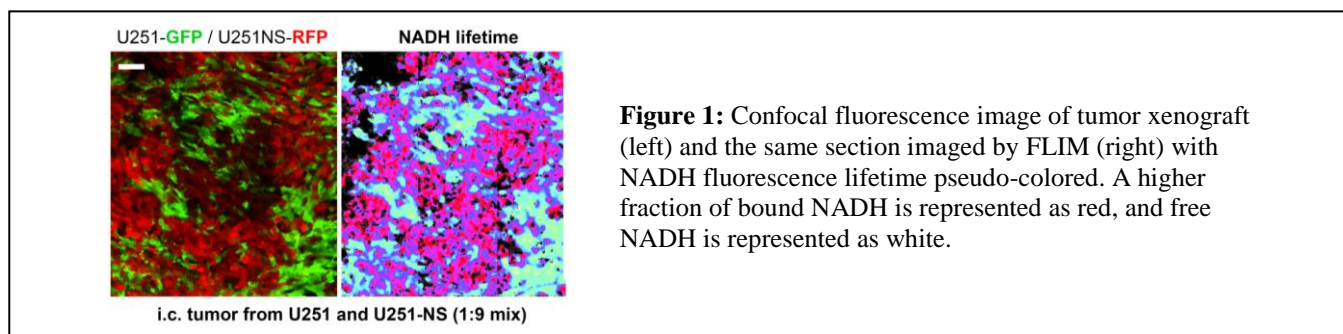 U251-GFP / U251NS-RFP
NADH lifetime
i.c. tumor from U251 and U251-NS (1:9 mix)
Figure 1: Confocal fluorescence image of tumor xenograft
(left) and the same section imaged by FLIM (right) with
NADH fluorescence lifetime pseudo-colored. A higher
fraction of bound NADH is represented as red, and free
NADH is represented as white.